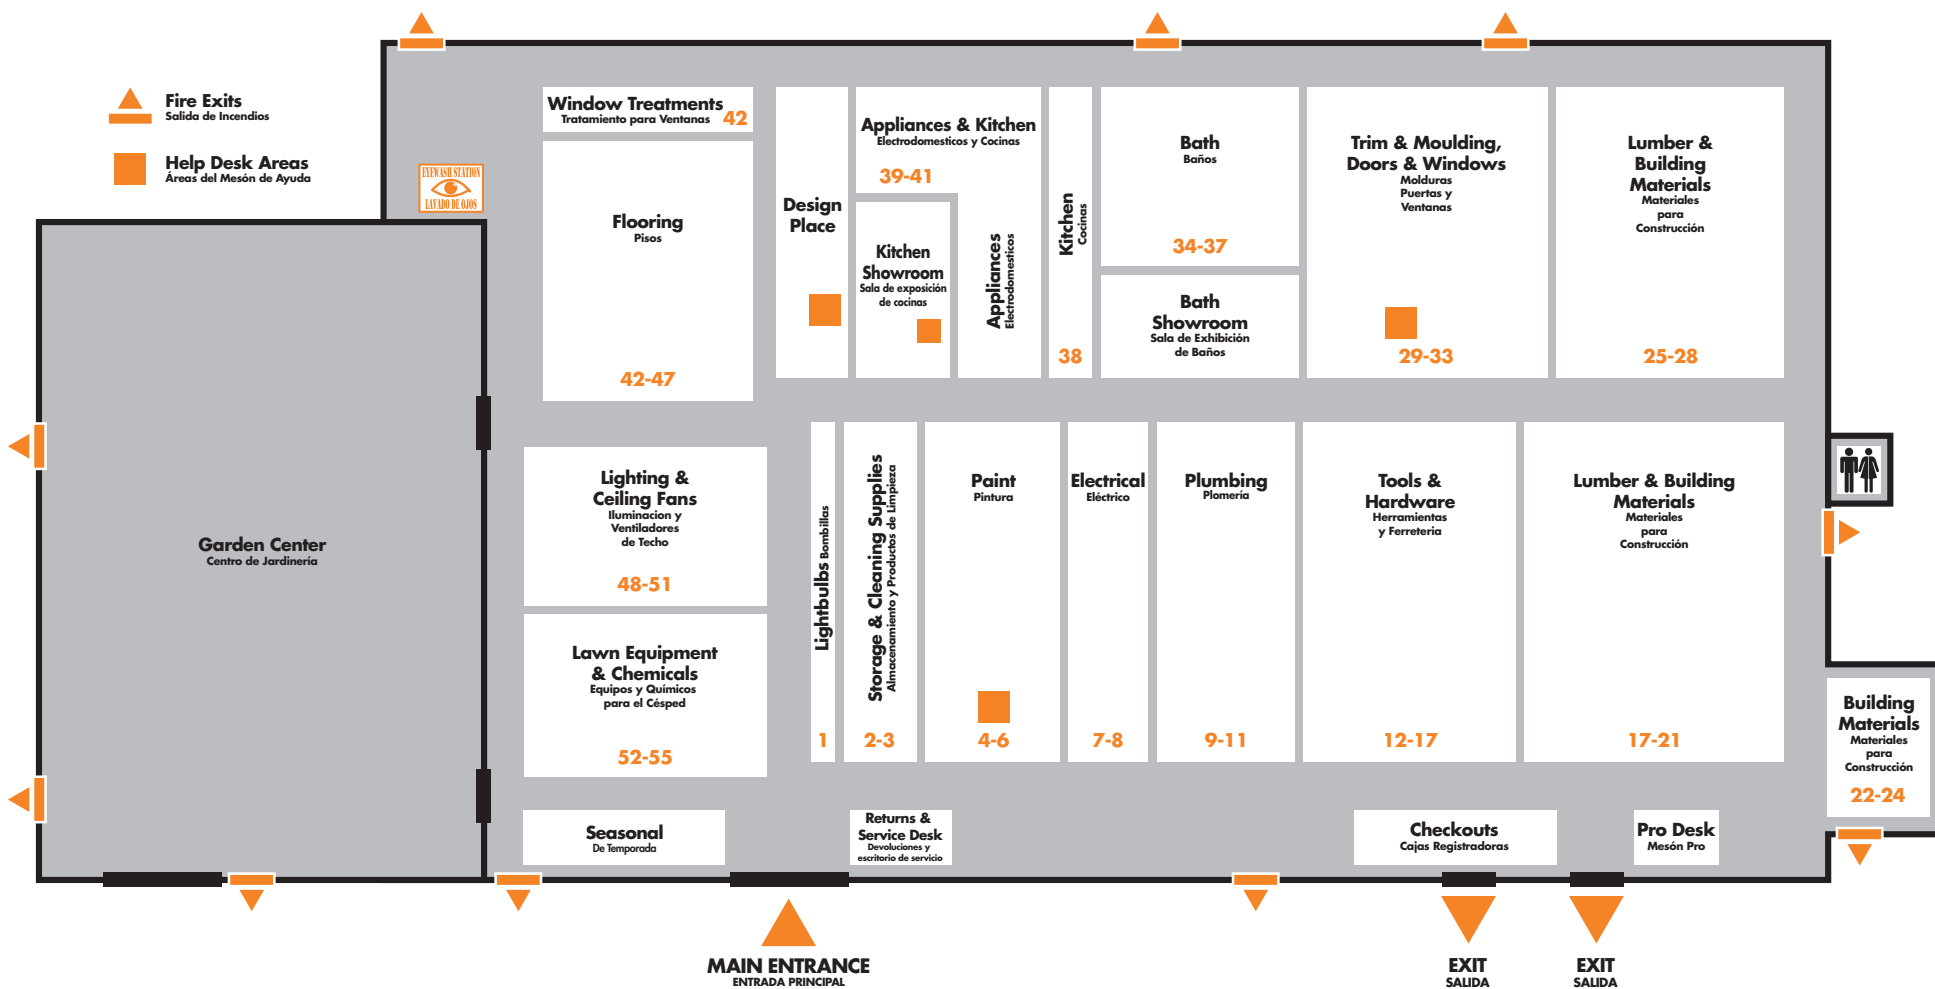 Fire Exits
Salida de Incendios
Help Desk Areas
Áreas del Mesón de Ayuda
EYEWASH STATION
LAVADO DE OJOS
Window Treatments
Tratamiento para Ventanas
42
Flooring
Pisos
42-47
Design
Place
Appliances & Kitchen
Electrodomesticos y Cocinas
39-41
Kitchen
Showroom
Sala de exposición
de cocinas
Appliances
Electrodomesticos
Kitchen
Cocinas
38
Bath
Baños
34-37
Bath
Showroom
Sala de Exhibición
de Baños
Trim & Moulding,
Doors & Windows
Molduras
Puertas y
Ventanas
29-33
Lumber &
Building
Materials
Materiales
para
Construcción
25-28
Garden Center
Centro de Jardinería
Lighting &
Ceiling Fans
Iluminacion y
Ventiladores
de Techo
48-51
Lawn Equipment
& Chemicals
Equipos y Químicos
para el Césped
52-55
Lightbulbs Bombillas
1
Storage & Cleaning Supplies
Almacenamiento y Productos de Limpieza
2-3
Paint
Pintura
4-6
Electrical
Eléctrico
7-8
Plumbing
Plomería
9-11
Tools &
Hardware
Herramientas
y Ferreteria
12-17
Lumber & Building
Materials
Materiales
para
Construcción
17-21
Building
Materials
Materiales
para
Construcción
22-24
Seasonal
De Temporada
Returns &
Service Desk
Devoluciones y
escritorio de servicio
Checkouts
Cajas Registradoras
Pro Desk
Mesón Pro
MAIN ENTRANCE
ENTRADA PRINCIPAL
EXIT
SALIDA
EXIT
SALIDA